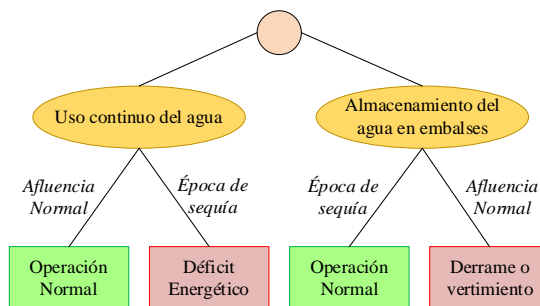 Uso continuo del agua
Almacenamiento del
agua en embalses
Afluencia
Normal
Época de
sequía
Época de
sequía
Afluencia
Normal
Operación
Normal
Déficit
Energético
Operación
Normal
Derrame o
vertimiento